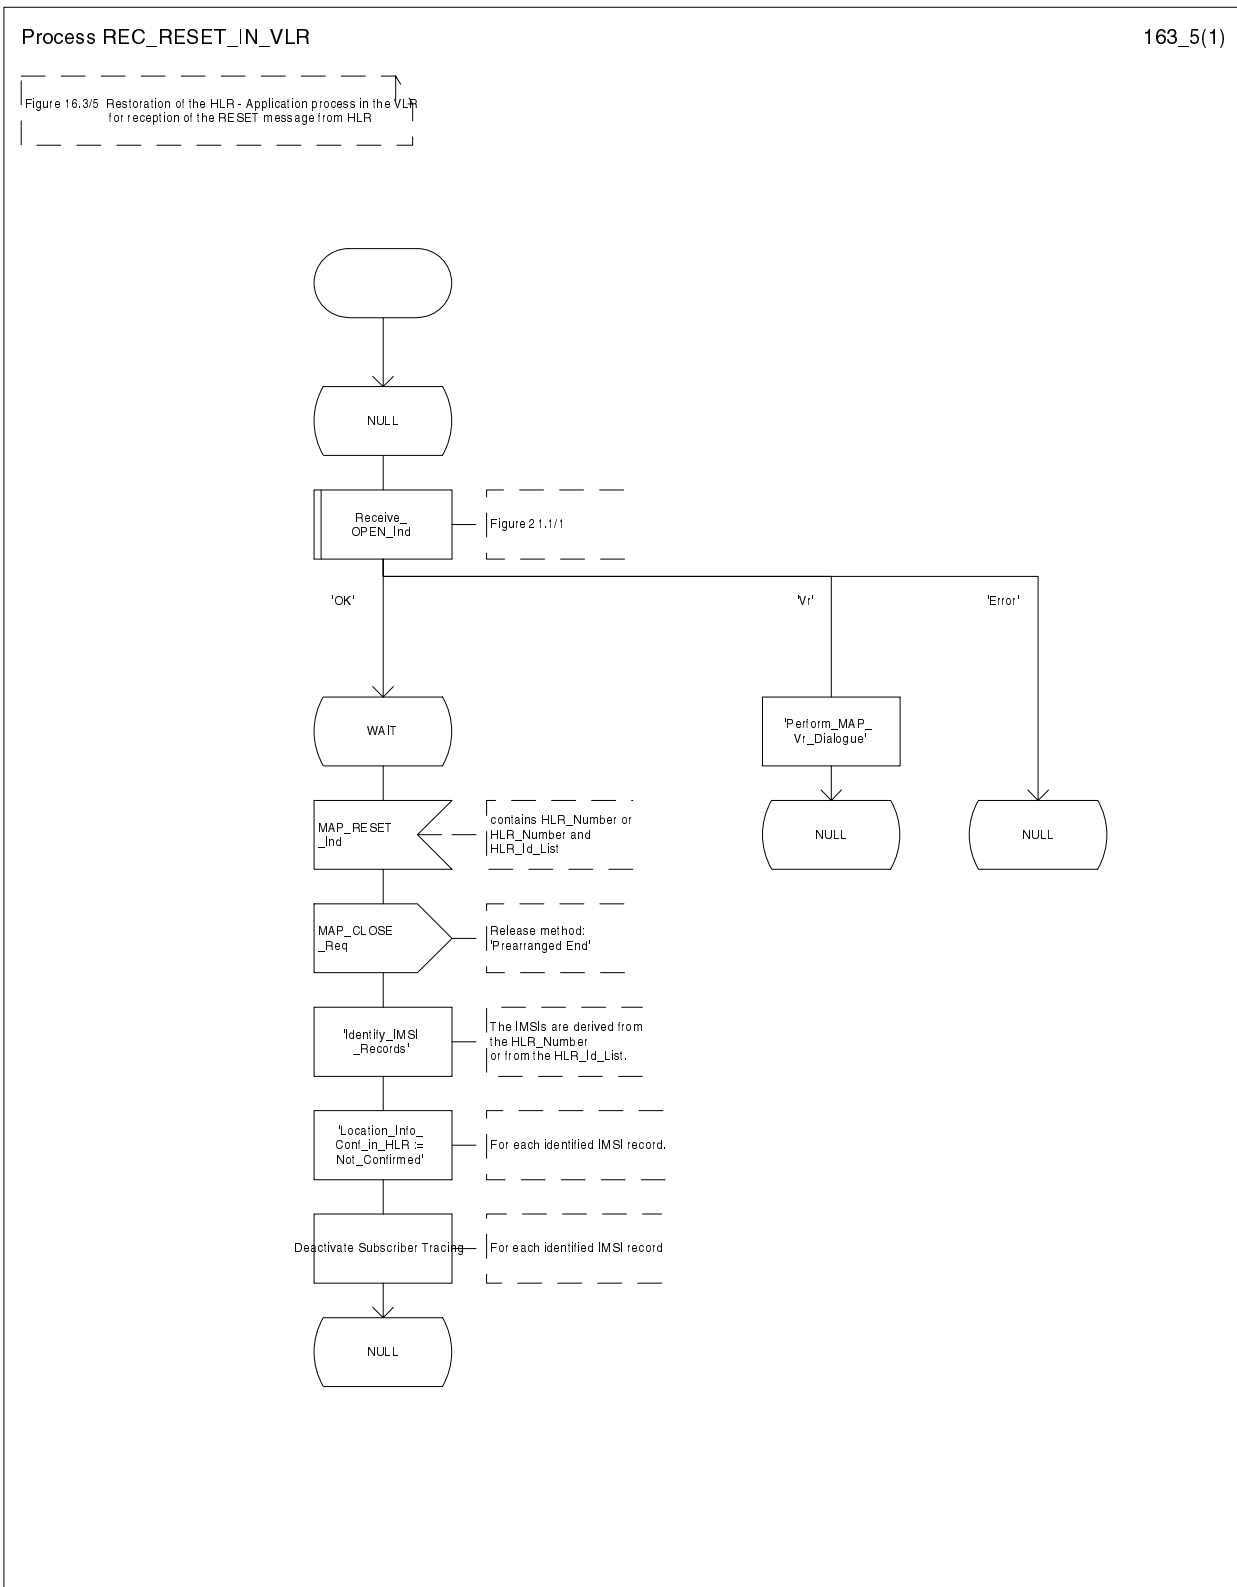 Process REC_RESET_IN_VLR
163_5(1)
Figure 16.3/5 Restoration of the HLR - Application process in the VLR
for reception of the RESET message from HLR
NULL
Receive_
OPEN_Ind
Figure 21.1/1
'OK'
'Vr'
'Error'
WAIT
'Perform_MAP_
Vr_Dialogue'
MAP_RESET
_Ind
contains HLR_Number or
HLR_Number and
HLR_Id_List
NULL
NULL
MAP_CLOSE
_Req
Release method:
'Prearranged End'
'Identify_IMSI
_Records'
The IMSIs are derived from
the HLR_Number
or from the HLR_Id_List.
'Location_Info_
Conf_in_HLR :=
Not_Confirmed'
For each identified IMSI record.
Deactivate Subscriber Tracing
For each identified IMSI record
NULL